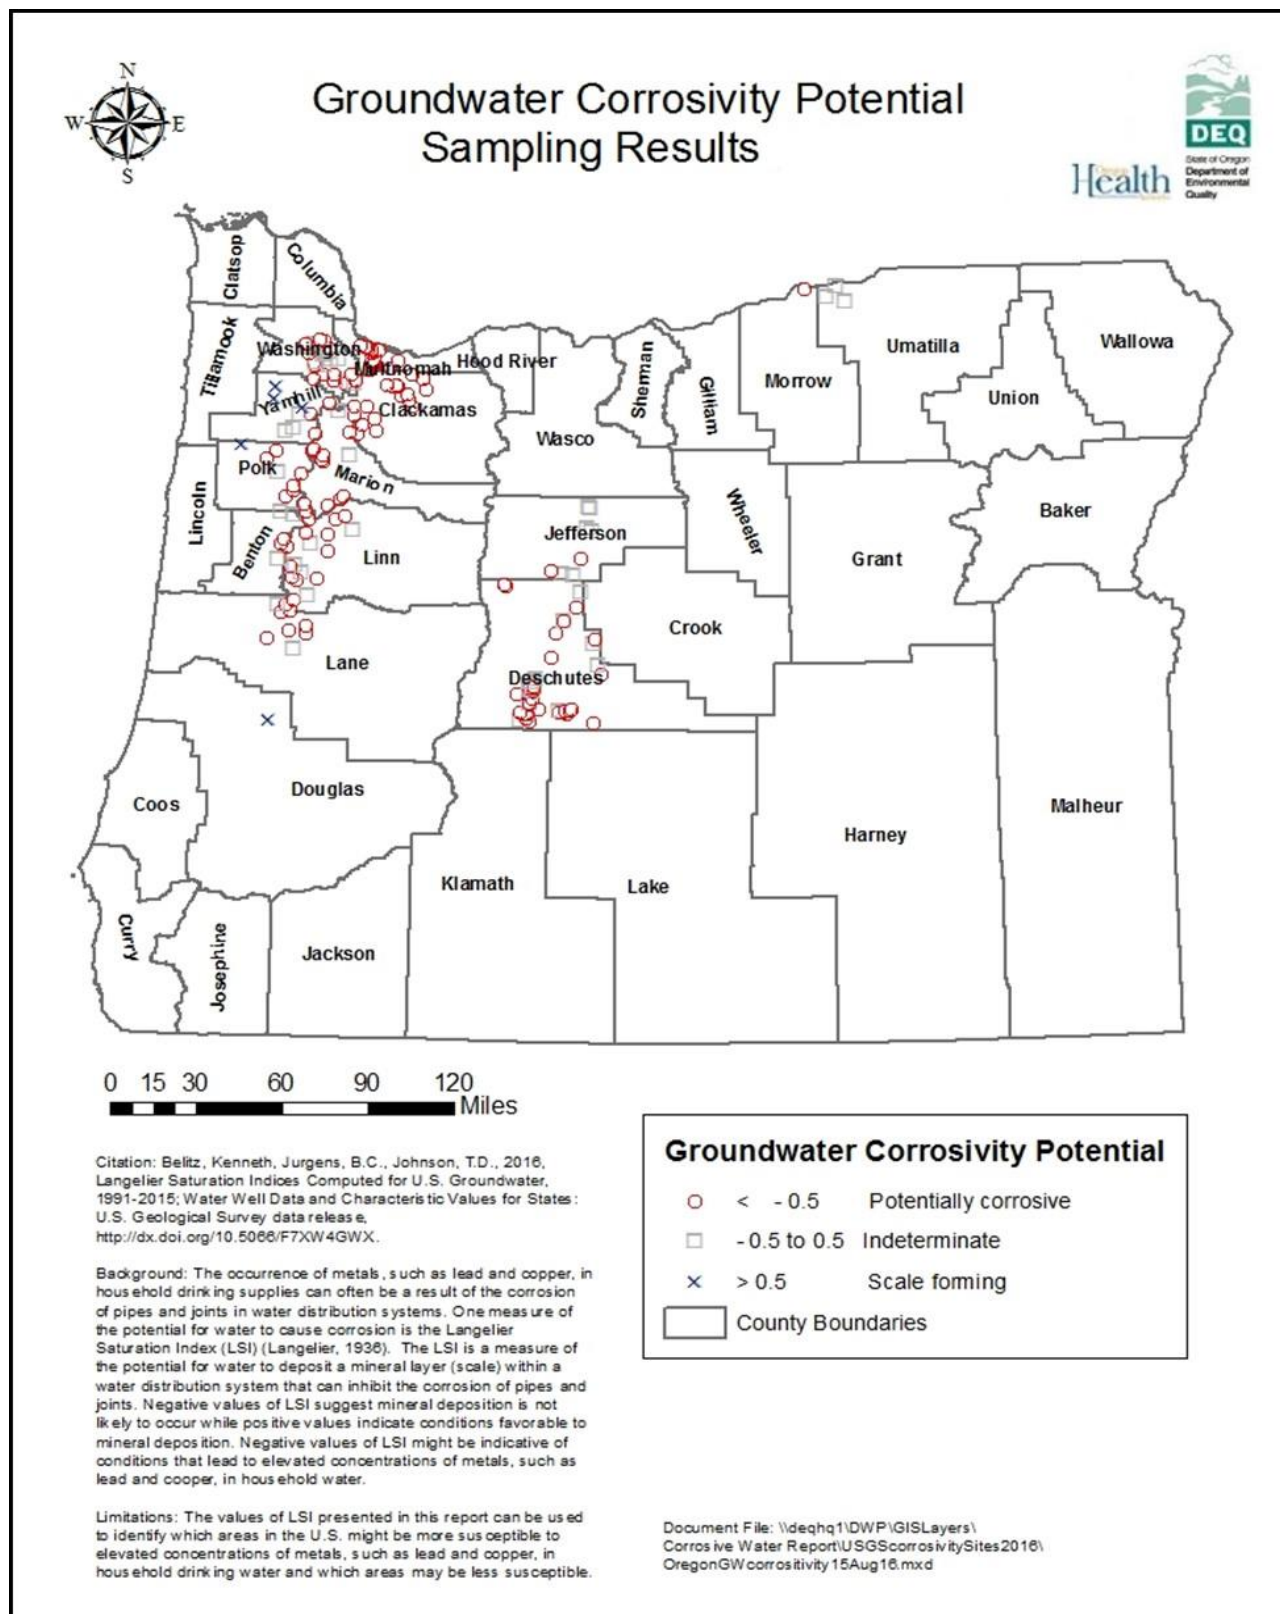 N
W E
S
Groundwater Corrosivity Potential
Sampling Results
DEQ
State of Oregon
Department of
Environmental
Quality
Health
Clatsop
Columbia
Tillamook
Washington
Multnomah
Hood River
Yamhill
Clackamas
Sherman
Gilliam
Morrow
Umatilla
Wallowa
Union
Wasco
Polk
Marion
Lincoln
Benton
Linn
Jefferson
Wheeler
Grant
Baker
Crook
Lane
Deschutes
Coos
Douglas
Klamath
Lake
Harney
Malheur
Curry
Josephine
Jackson
0 15 30 60 90 120
Miles
Citation: Belitz, Kenneth, Jurgens, B.C., Johnson, T.D., 2016,
Langelier Saturation Indices Computed for U.S. Groundwater,
1991-2015; Water Well Data and Characteristic Values for States:
U.S. Geological Survey data release,
http://dx.doi.org/10.5066/F7XW4GWX.
Background: The occurrence of metals, such as lead and copper, in
household drinking supplies can often be a result of the corrosion
of pipes and joints in water distribution systems. One measure of
the potential for water to cause corrosion is the Langelier
Saturation Index (LSI) (Langelier, 1936). The LSI is a measure of
the potential for water to deposit a mineral layer (scale) within a
water distribution system that can inhibit the corrosion of pipes and
joints. Negative values of LSI suggest mineral deposition is not
likely to occur while positive values indicate conditions favorable to
mineral deposition. Negative values of LSI might be indicative of
conditions that lead to elevated concentrations of metals, such as
lead and cooper, in household water.
Limitations: The values of LSI presented in this report can be used
to identify which areas in the U.S. might be more susceptible to
elevated concentrations of metals, such as lead and copper, in
household drinking water and which areas may be less susceptible.
Groundwater Corrosivity Potential
< - 0.5 Potentially corrosive
- 0.5 to 0.5 Indeterminate
> 0.5 Scale forming
County Boundaries
Document File: \\deqhq1\DWP\GISLayers\
Corrosive Water Report\USGScorrosivitySites2016\
OregonGWcorrositivity15Aug16.mxd